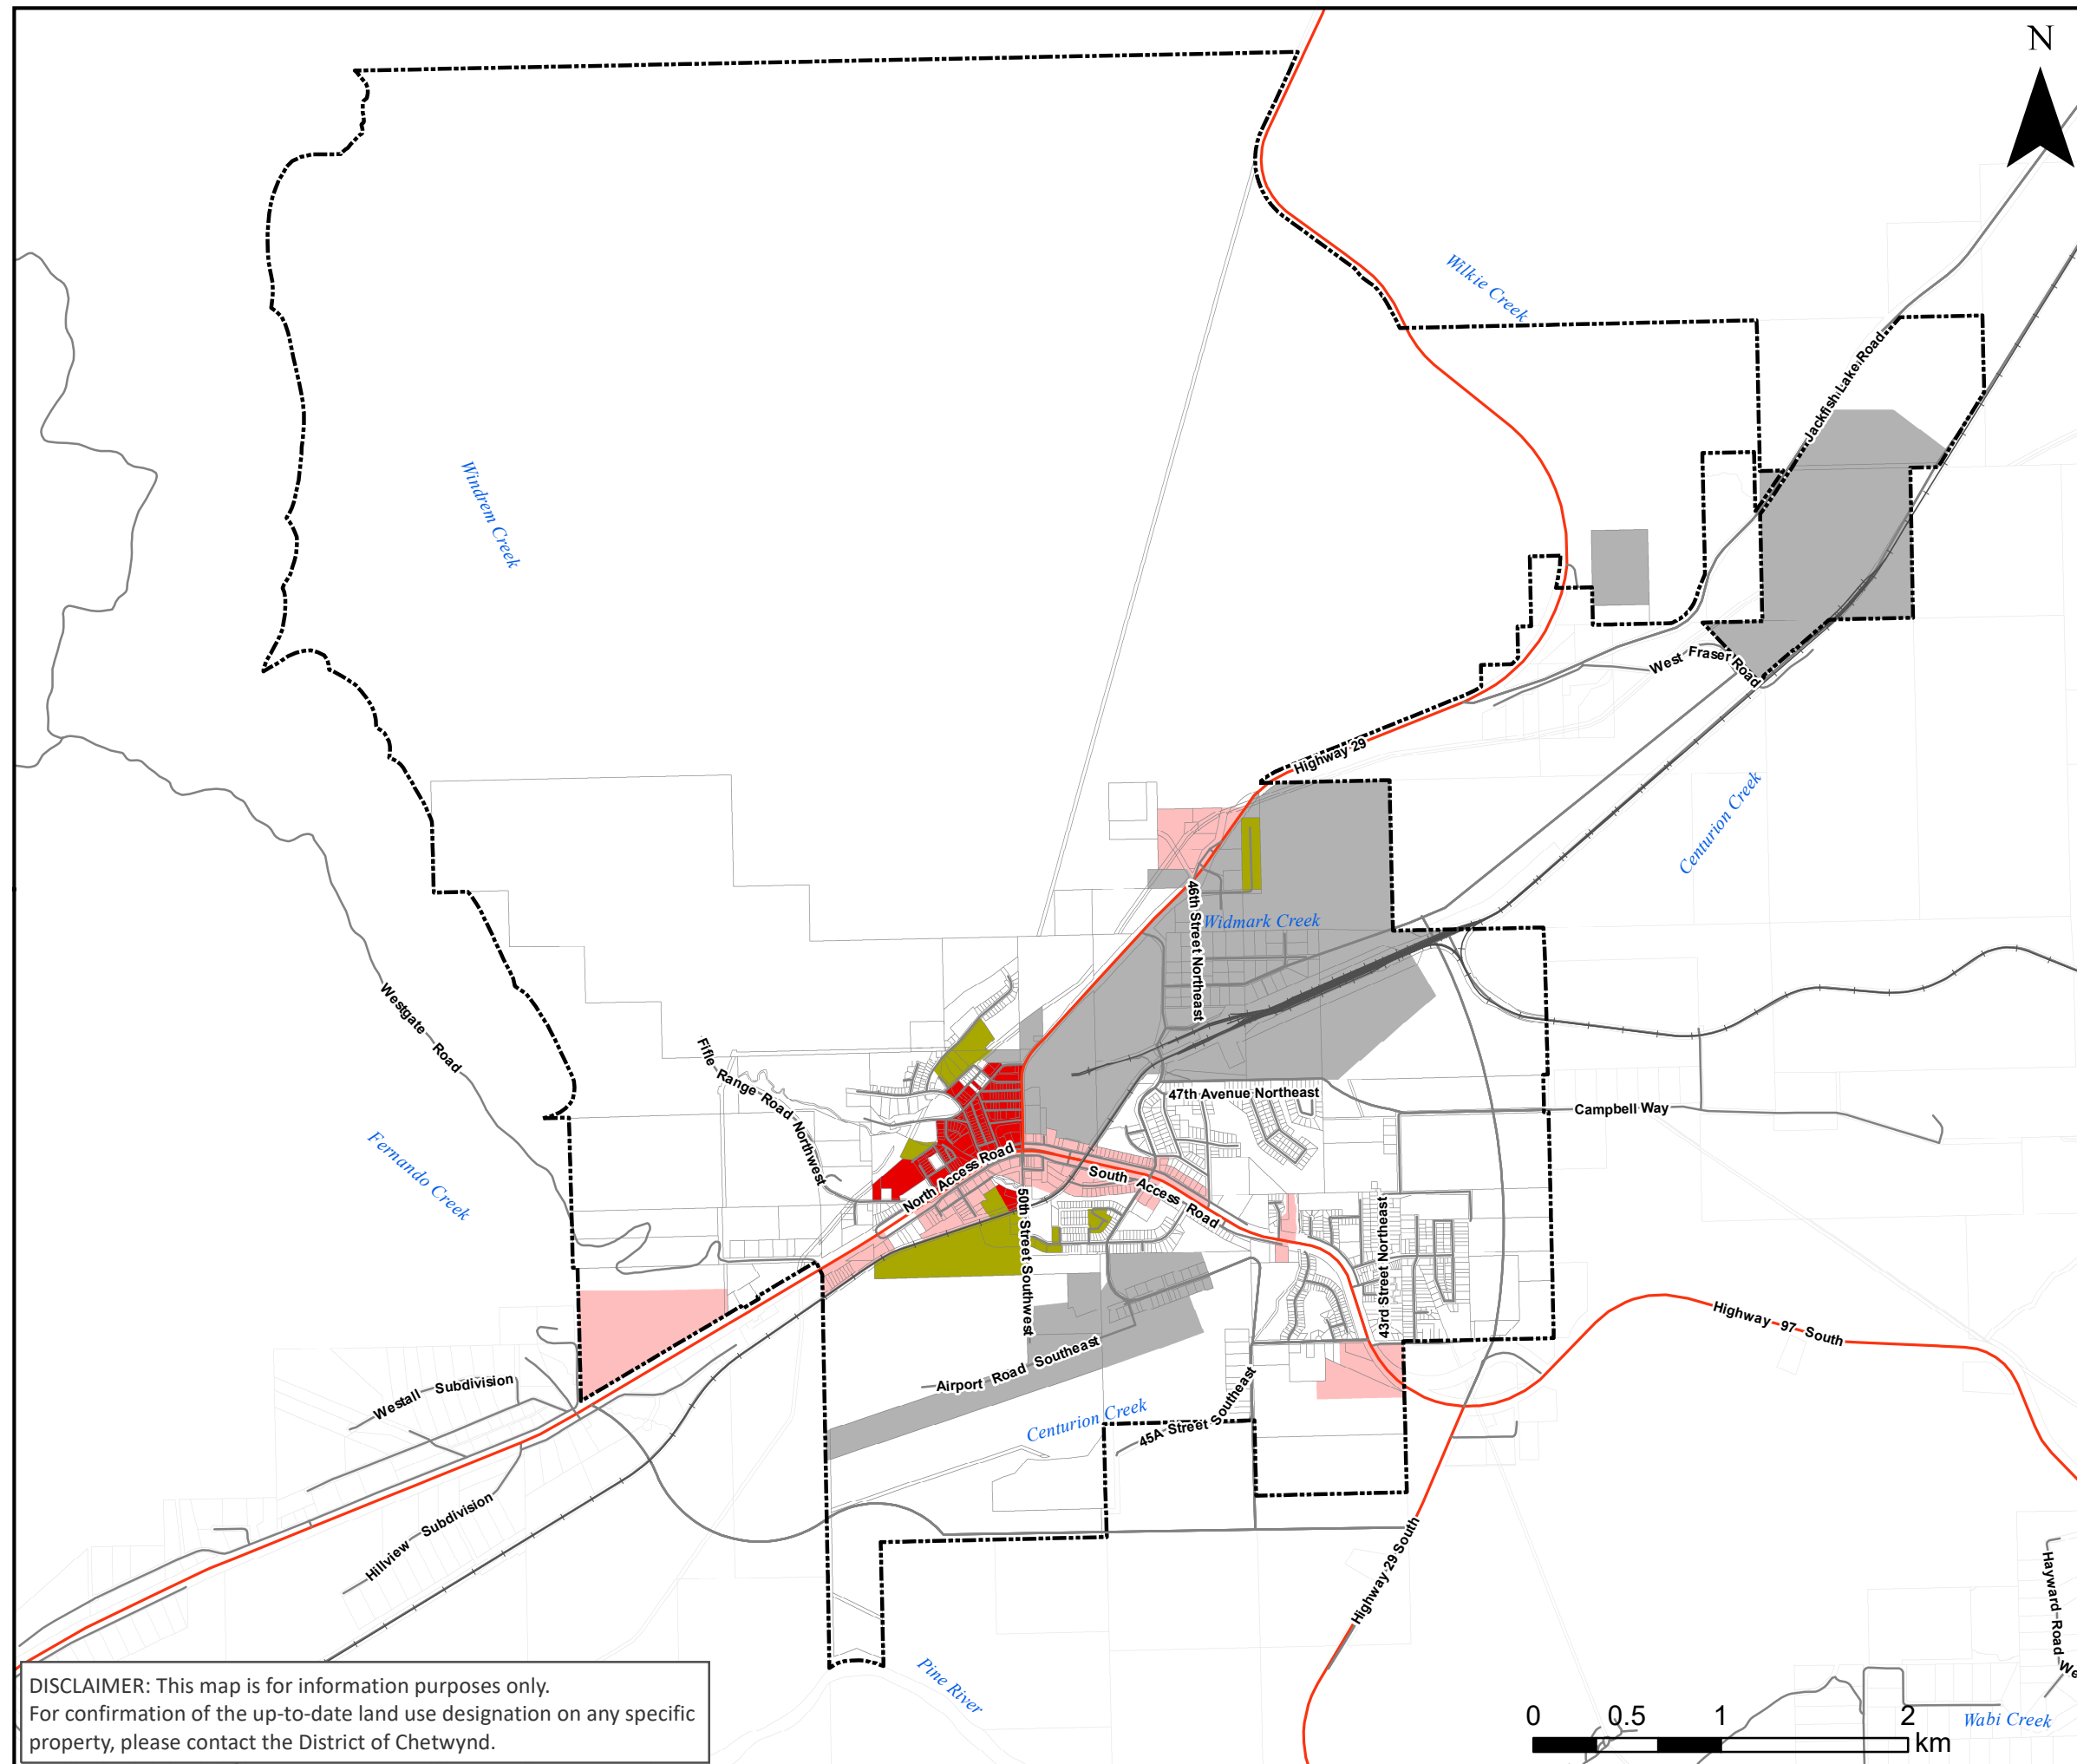 N
Wilkie Creek
Jackfish Lake Road
Windrem Creek
West Fraser Road
Highway 29
Centurion Creek
46th Street Northeast
Widmark Creek
Westgate Road
Fifle Range Road Northwest
47th Avenue Northeast
Campbell Way
Fernando Creek
North Access Road
South Access Road
50th Street Southwest
43rd Street Northeast
Highway 97 South
Airport Road Southeast
Westall Subdivision
Centurion Creek
45A Street Southeast
Hillview Subdivision
Highway 29 South
Hayward Road We
Pine River
Wabi Creek
0 0.5 1 2
km
DISCLAIMER: This map is for information purposes only.
For confirmation of the up-to-date land use designation on any specific
property, please contact the District of Chetwynd.